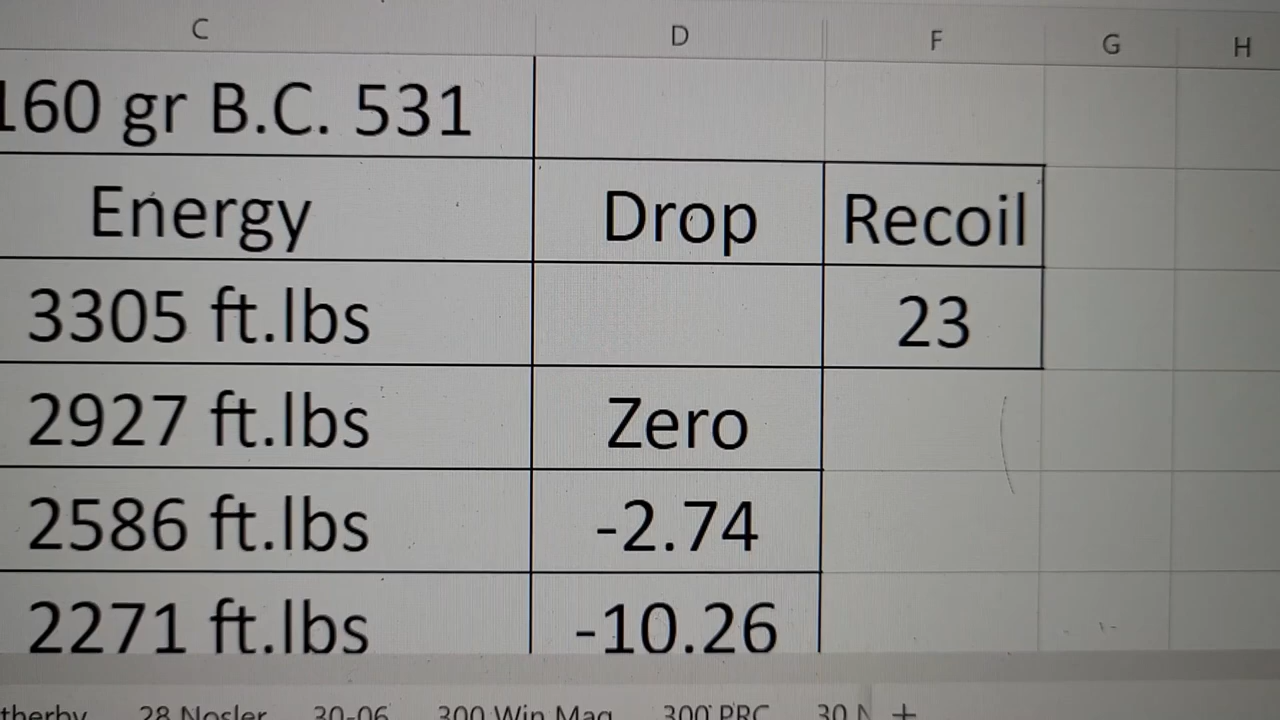 C D F G H
160 gr B.C. 531
Energy Drop Recoil
3305 ft.lbs 23
2927 ft.lbs Zero
2586 ft.lbs -2.74
2271 ft.lbs -10.26
28 Nosler 30-06 300 Win Mag 300 PRC 30 +